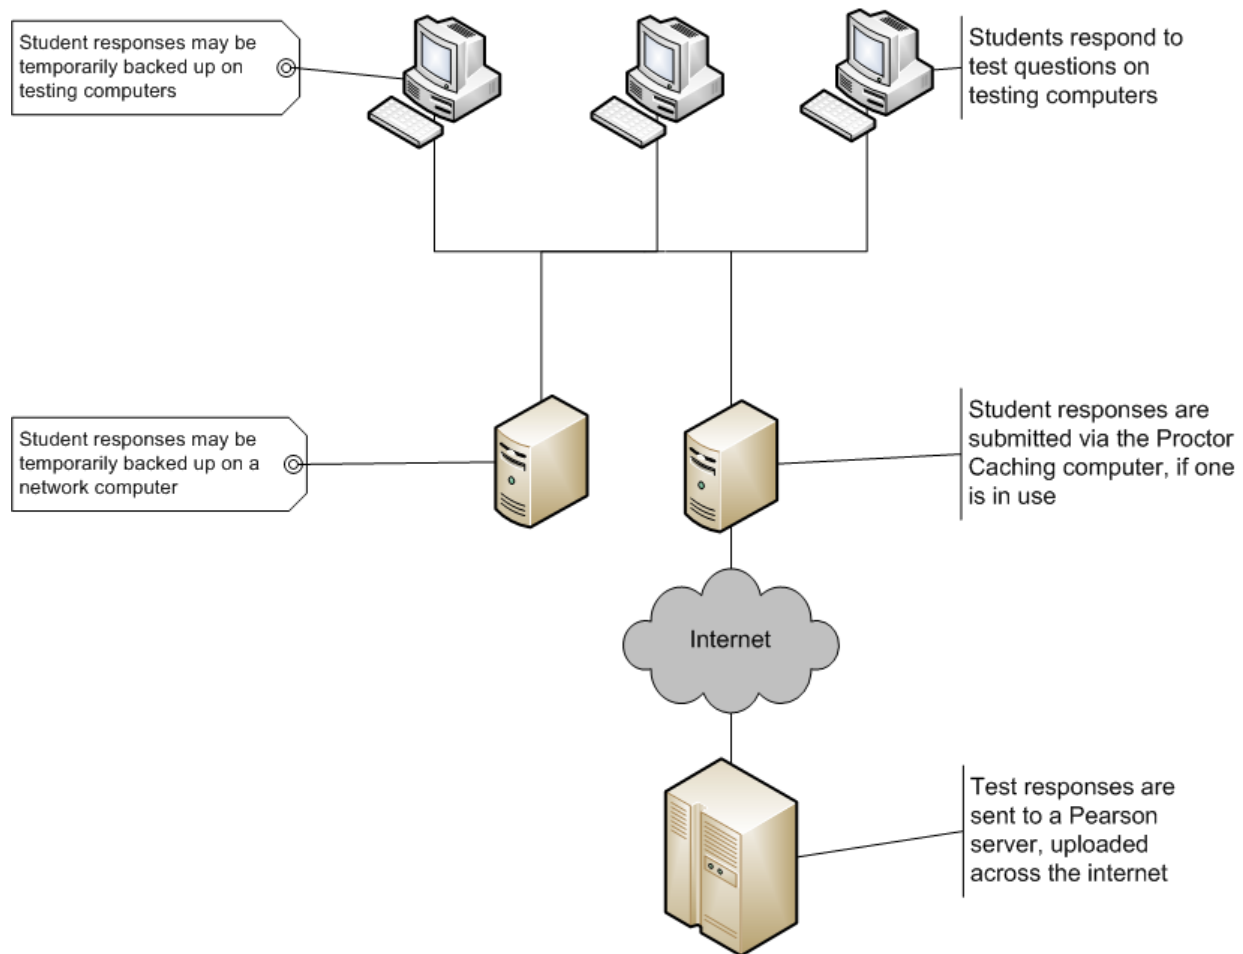 Student responses may be
temporarily backed up on
testing computers
Students respond to
test questions on
testing computers
Student responses may be
temporarily backed up on a
network computer
Student responses are
submitted via the Proctor
Caching computer, if one
is in use
Internet
Test responses are
sent to a Pearson
server, uploaded
across the internet